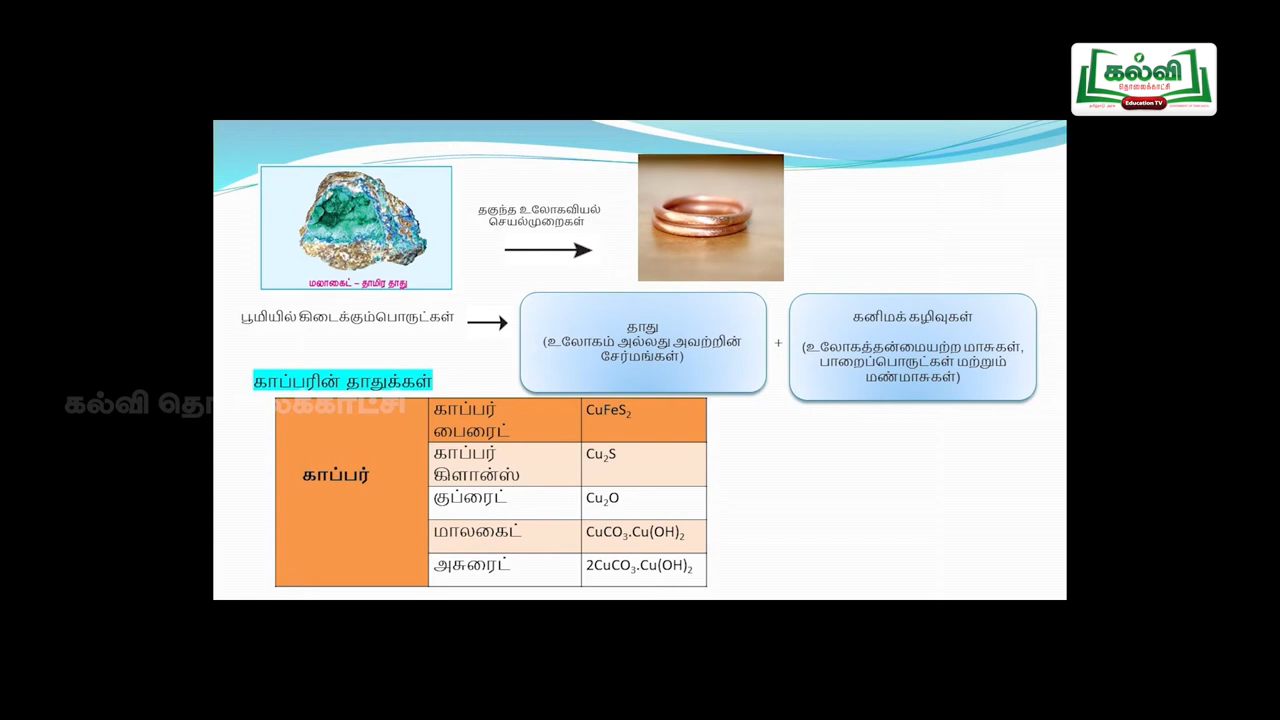 கல்வி
தொலைக்காட்சி
Education TV
தகுந்த உலோகவியல்
செயல்முறைகள்
மலாகைட் – தாமிர தாது
பூமியில் கிடைக்கும்பொருட்கள்
தாது
(உலோகம் அல்லது அவற்றின்
சேர்மங்கள்)
+
கனிமக் கழிவுகள்
(உலோகத்தன்மையற்ற மாசுகள்,
பாறைப்பொருட்கள் மற்றும்
மண்மாசுகள்)
காப்பரின் தாதுக்கள்
கல்வி தொலைக்காட்சி
காப்பர்
காப்பர்
பைரைட்
CuFeS₂
காப்பர்
கிளான்ஸ்
Cu₂S
குப்ரைட்
Cu₂O
மாலகைட்
CuCO₃.Cu(OH)₂
அசுரைட்
2CuCO₃.Cu(OH)₂